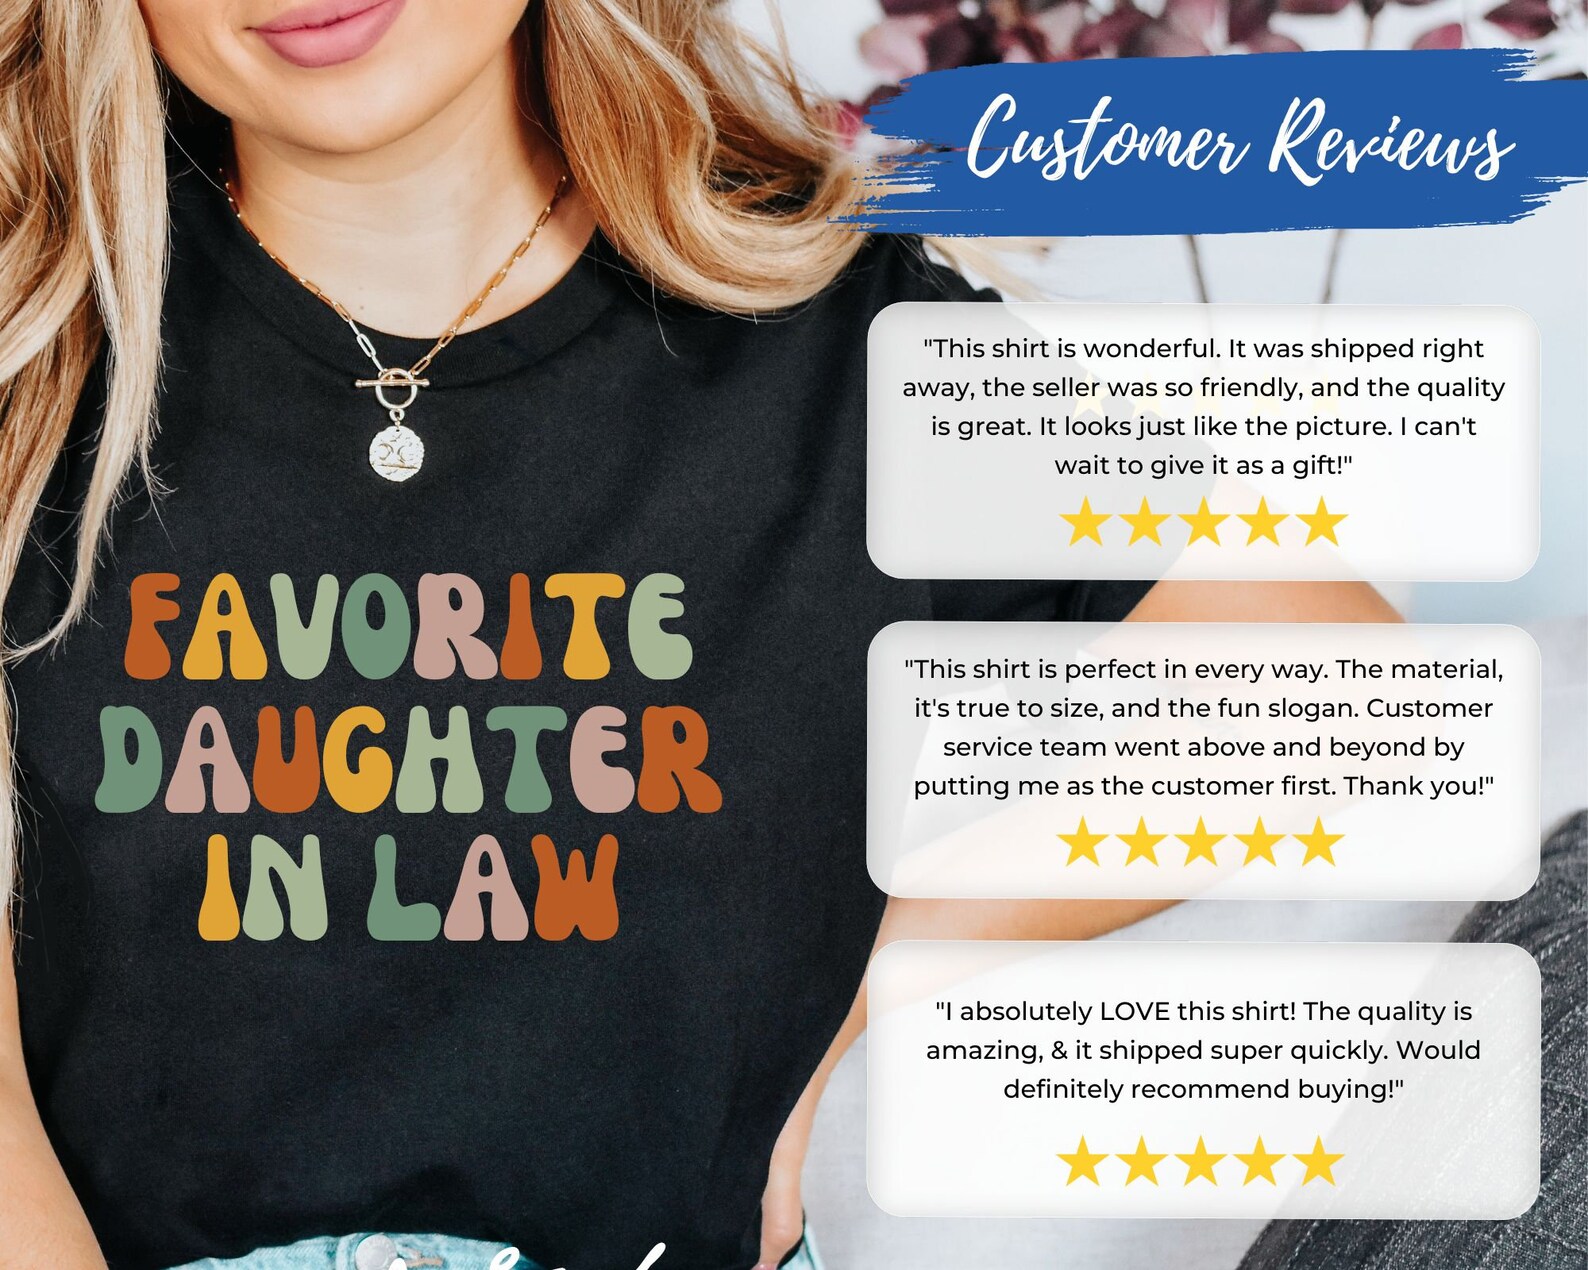 FAVORITE
DAUGHTER
IN LAW
Customer Reviews
"This shirt is wonderful. It was shipped right
away, the seller was so friendly, and the quality
is great. It looks just like the picture. I can't
wait to give it as a gift!"
"This shirt is perfect in every way. The material,
it's true to size, and the fun slogan. Customer
service team went above and beyond by
putting me as the customer first. Thank you!"
"I absolutely LOVE this shirt! The quality is
amazing, & it shipped super quickly. Would
definitely recommend buying!"